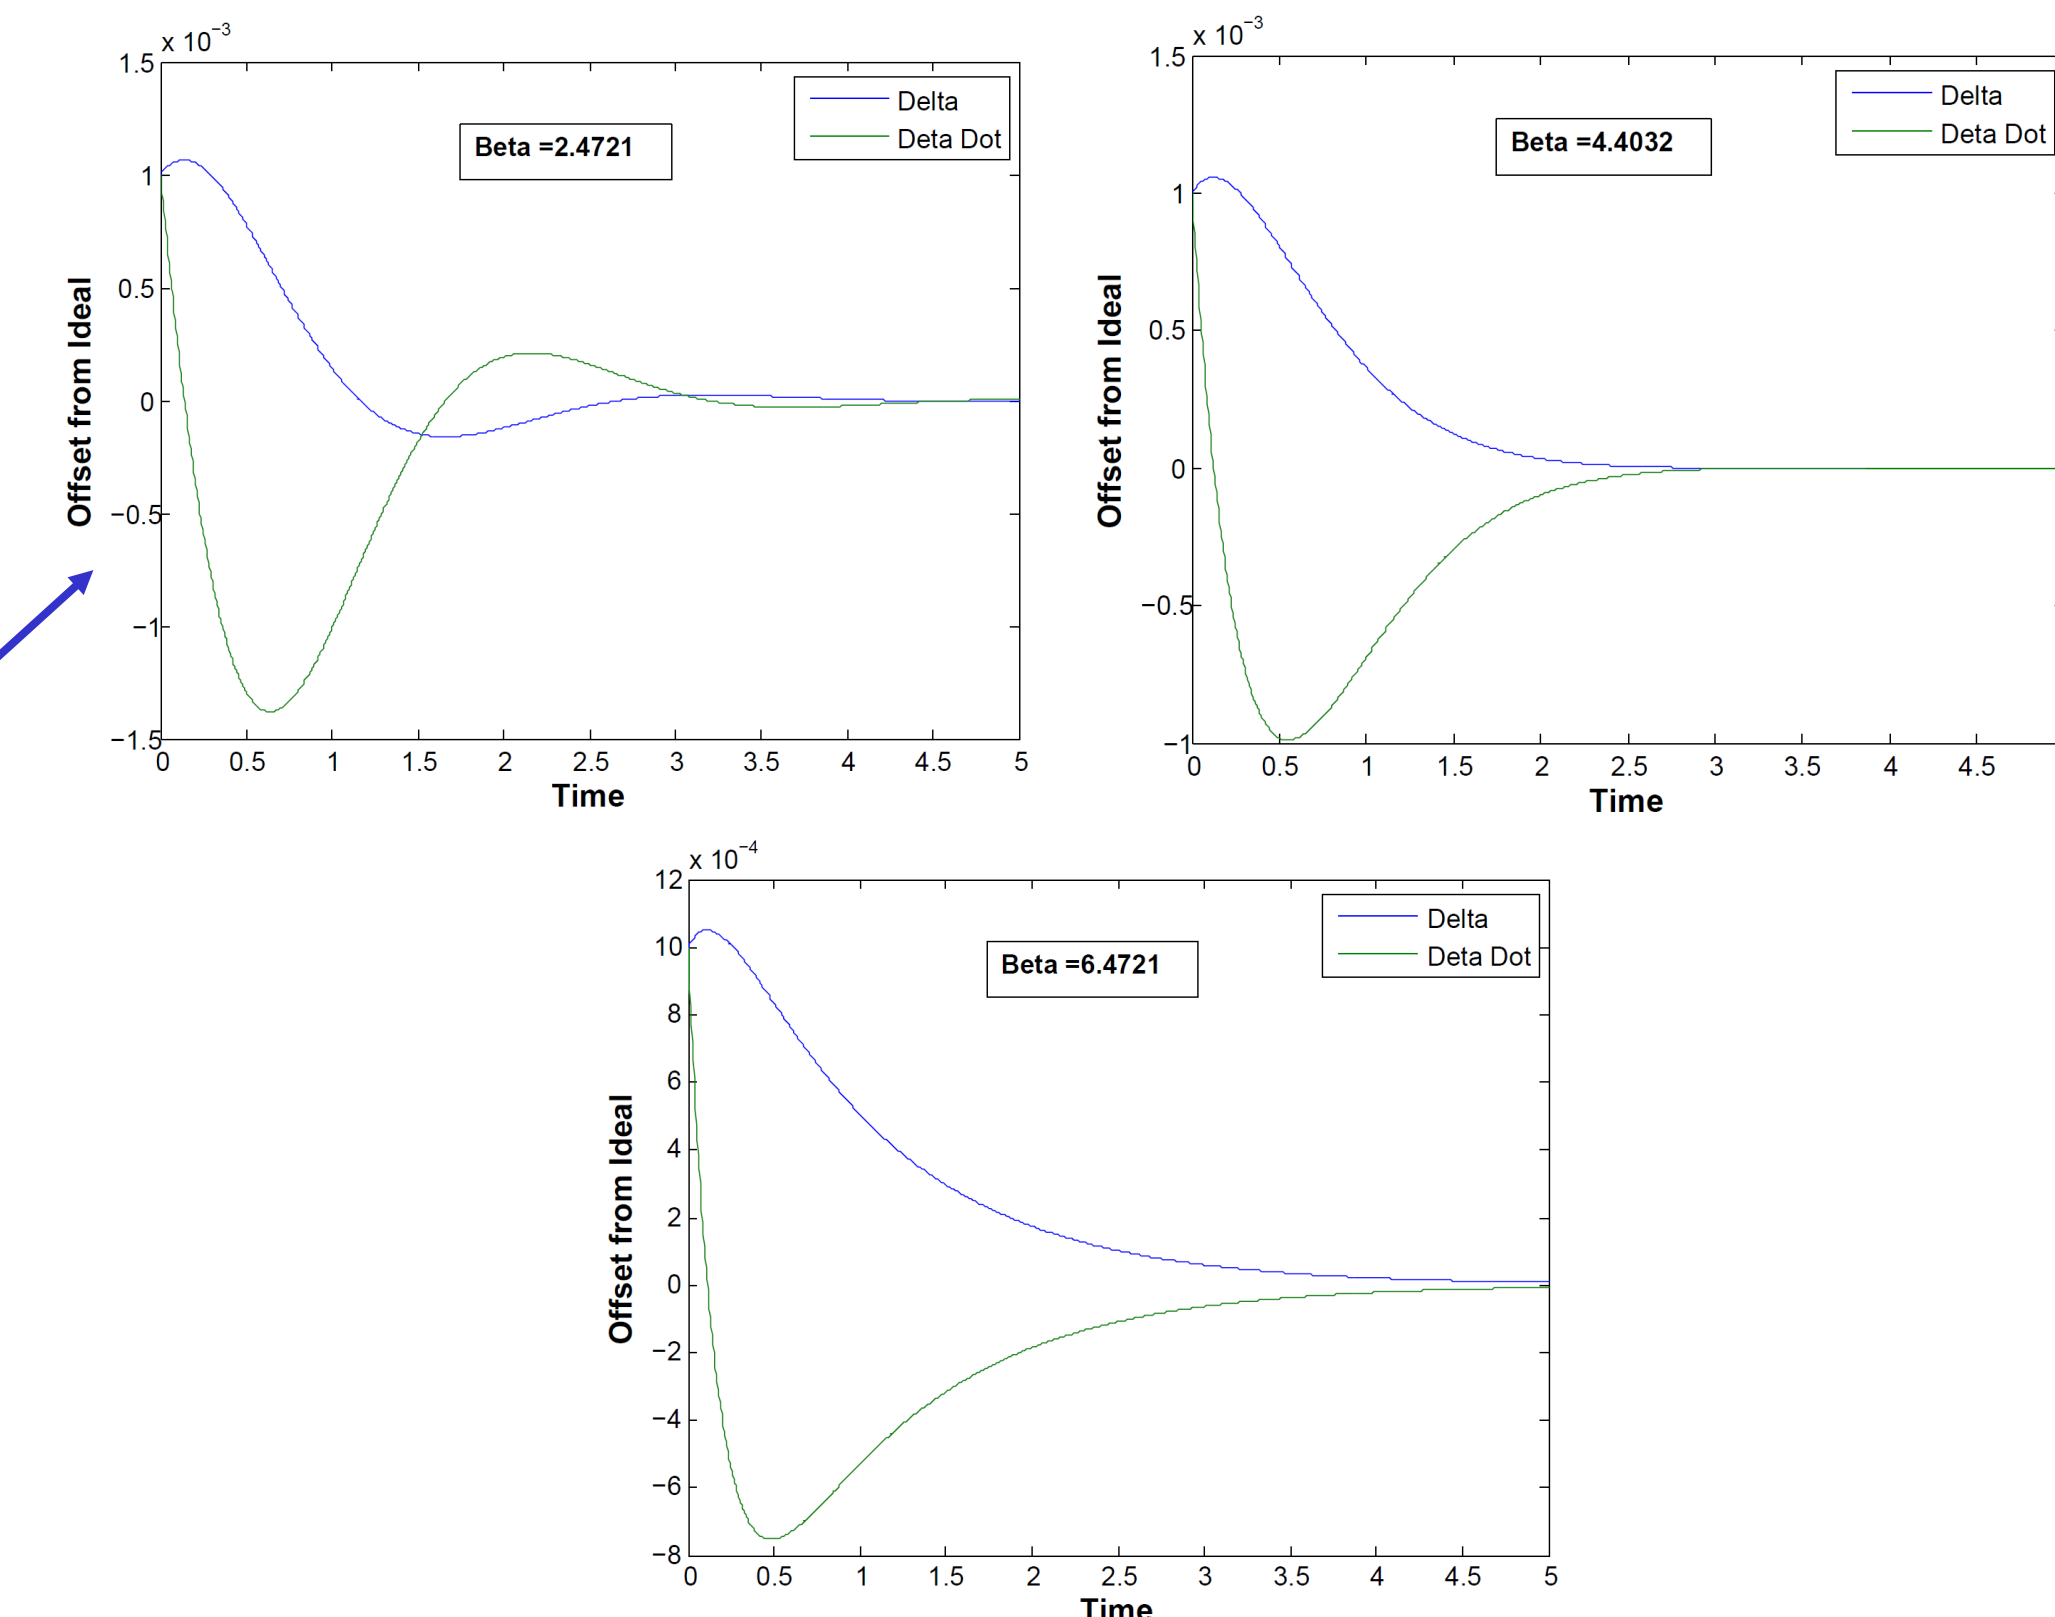 x 10−3
1.5
1
0.5
0
−0.5
−1
−1.5
Offset from Ideal
Beta =2.4721
Delta
Deta Dot
0 0.5 1 1.5 2 2.5 3 3.5 4 4.5 5
Time
x 10−3
1.5
1
0.5
0
−0.5
−1
Offset from Ideal
Beta =4.4032
Delta
Deta Dot
0 0.5 1 1.5 2 2.5 3 3.5 4 4.5
Time
x 10−4
12
10
8
6
4
2
0
−2
−4
−6
−8
Offset from Ideal
Beta =6.4721
Delta
Deta Dot
0 0.5 1 1.5 2 2.5 3 3.5 4 4.5 5
Time